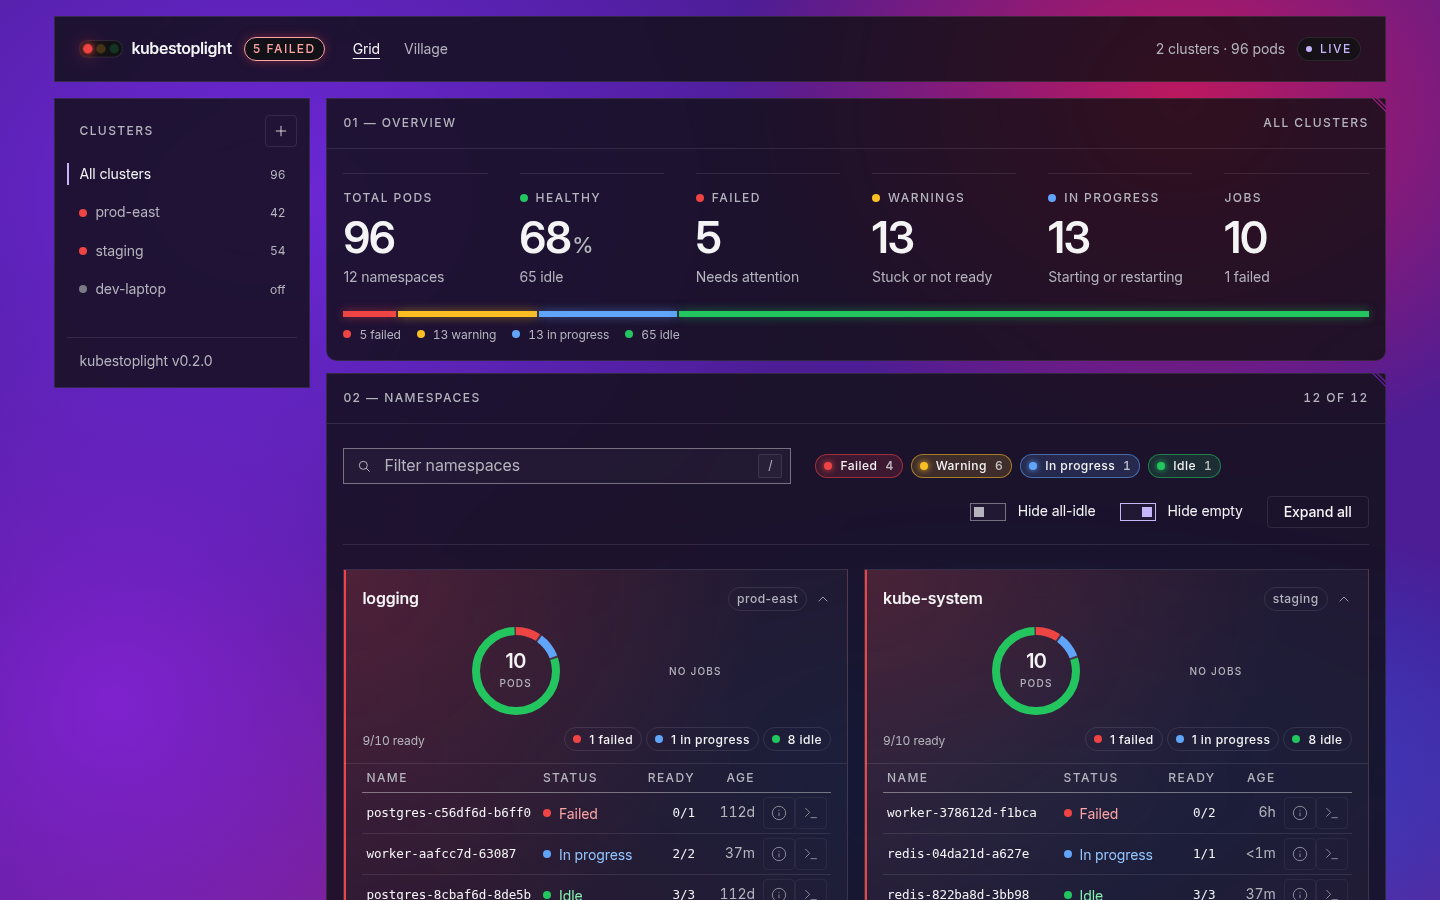 kubestoplight 5 FAILED Grid Village 2 clusters · 96 pods LIVE
CLUSTERS
All clusters 96
prod-east 42
staging 54
dev-laptop off
kubestoplight v0.2.0
01 — OVERVIEW ALL CLUSTERS
TOTAL PODS HEALTHY FAILED WARNINGS IN PROGRESS JOBS
96 68% 5 13 13 10
12 namespaces 65 idle Needs attention Stuck or not ready Starting or restarting 1 failed
5 failed 13 warning 13 in progress 65 idle
02 — NAMESPACES 12 OF 12
Filter namespaces / Failed 4 Warning 6 In progress 1 Idle 1
Hide all-idle Hide empty Expand all
logging prod-east
10
PODS
NO JOBS
9/10 ready 1 failed 1 in progress 8 idle
NAME STATUS READY AGE
postgres-c56df6d-b6ff0 Failed 0/1 112d
worker-aafcc7d-63087 In progress 2/2 37m
postgres-8cbaf6d-8de5b Idle 3/3 112d
kube-system staging
10
PODS
NO JOBS
9/10 ready 1 failed 1 in progress 8 idle
NAME STATUS READY AGE
worker-378612d-f1bca Failed 0/2 6h
redis-04da21d-a627e In progress 1/1 <1m
redis-822ba8d-3bb98 Idle 3/3 37m